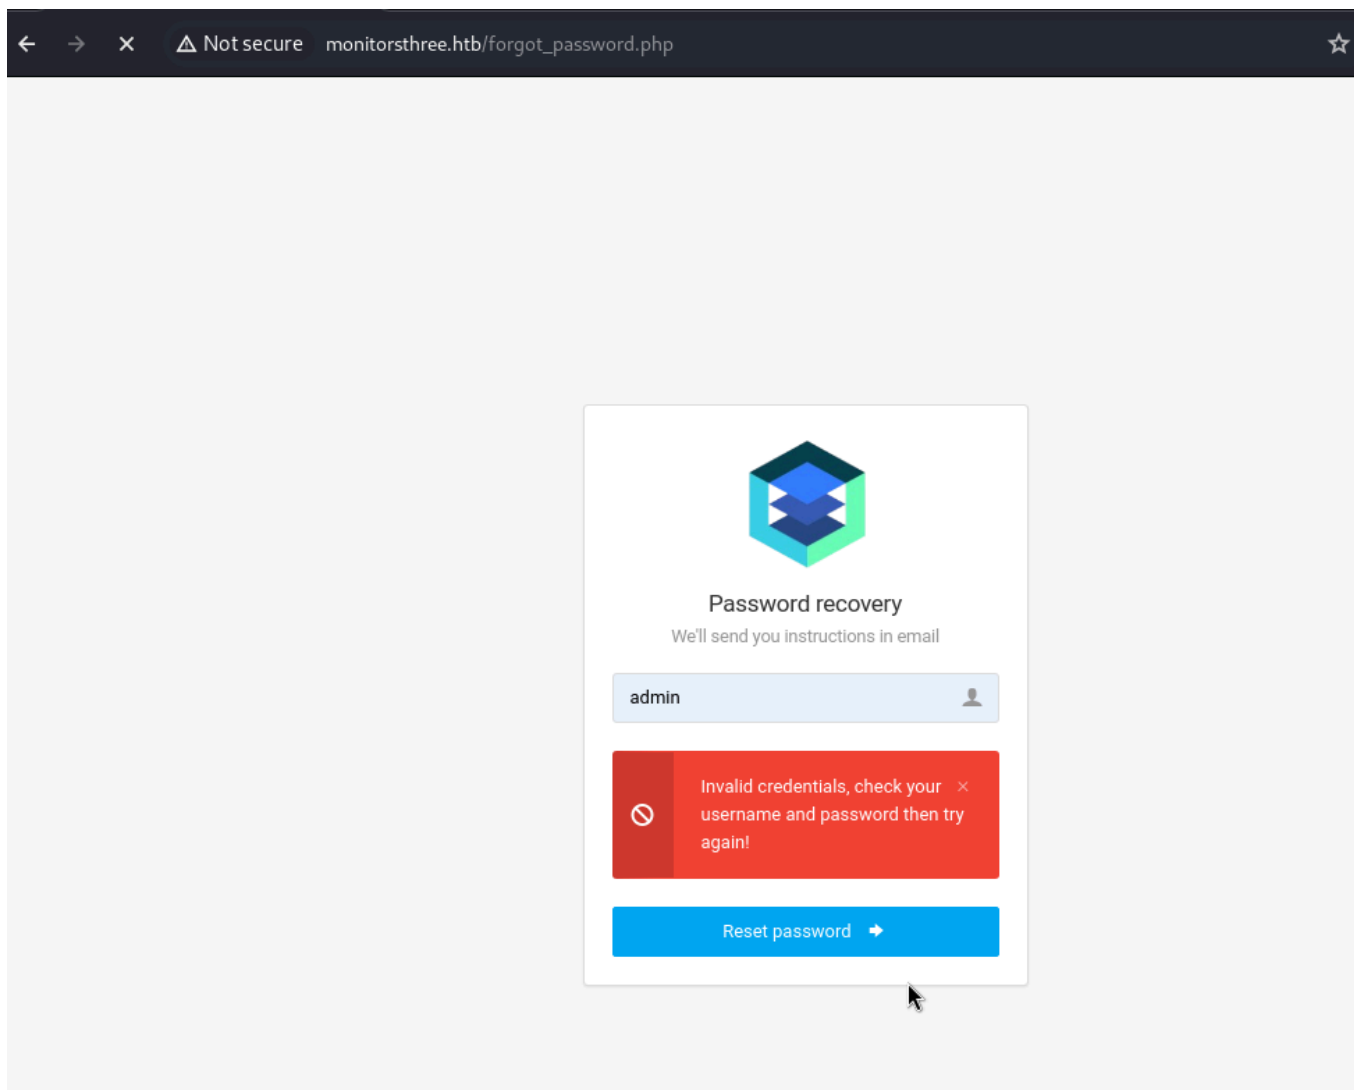 Not secure monitorsthree.htb/forgot_password.php
Password recovery
We'll send you instructions in email
admin
Invalid credentials, check your
username and password then try
again!
Reset password